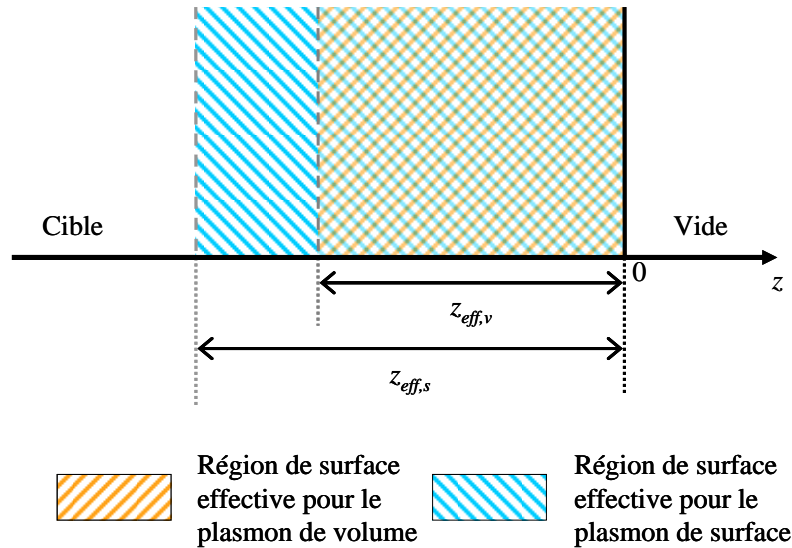 Cible
Vide
0
z
z_eff,v
z_eff,s
Région de surface
effective pour le
plasmon de volume
Région de surface
effective pour le
plasmon de surface